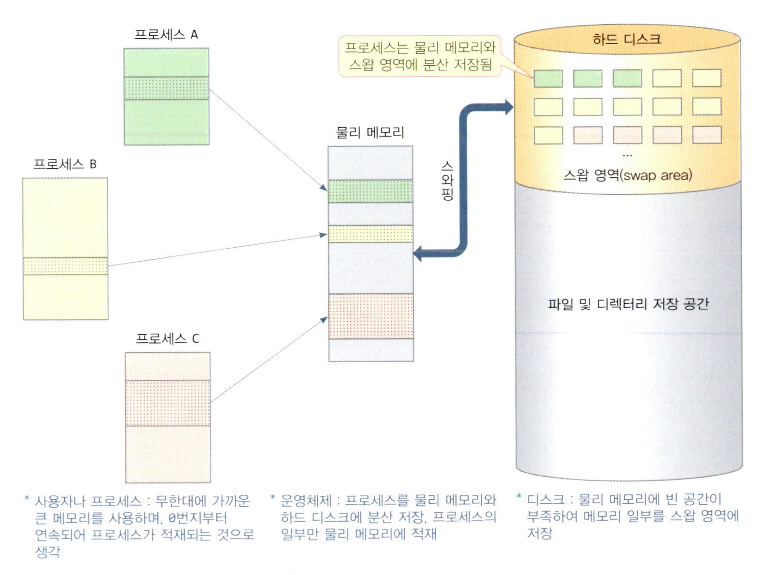 프로세스 A
프로세스는 물리 메모리와
스왑 영역에 분산 저장됨
하드 디스크
물리 메모리
프로세스 B
스와핑
...
스왑 영역(swap area)
파일 및 디렉터리 저장 공간
프로세스 C
* 사용자나 프로세스 : 무한대에 가까운
큰 메모리를 사용하며, 0번지부터
연속되어 프로세스가 적재되는 것으로
생각
* 운영체제 : 프로세스를 물리 메모리와
하드 디스크에 분산 저장, 프로세스의
일부만 물리 메모리에 적재
* 디스크 : 물리 메모리에 빈 공간이
부족하여 메모리 일부를 스왑 영역에
저장